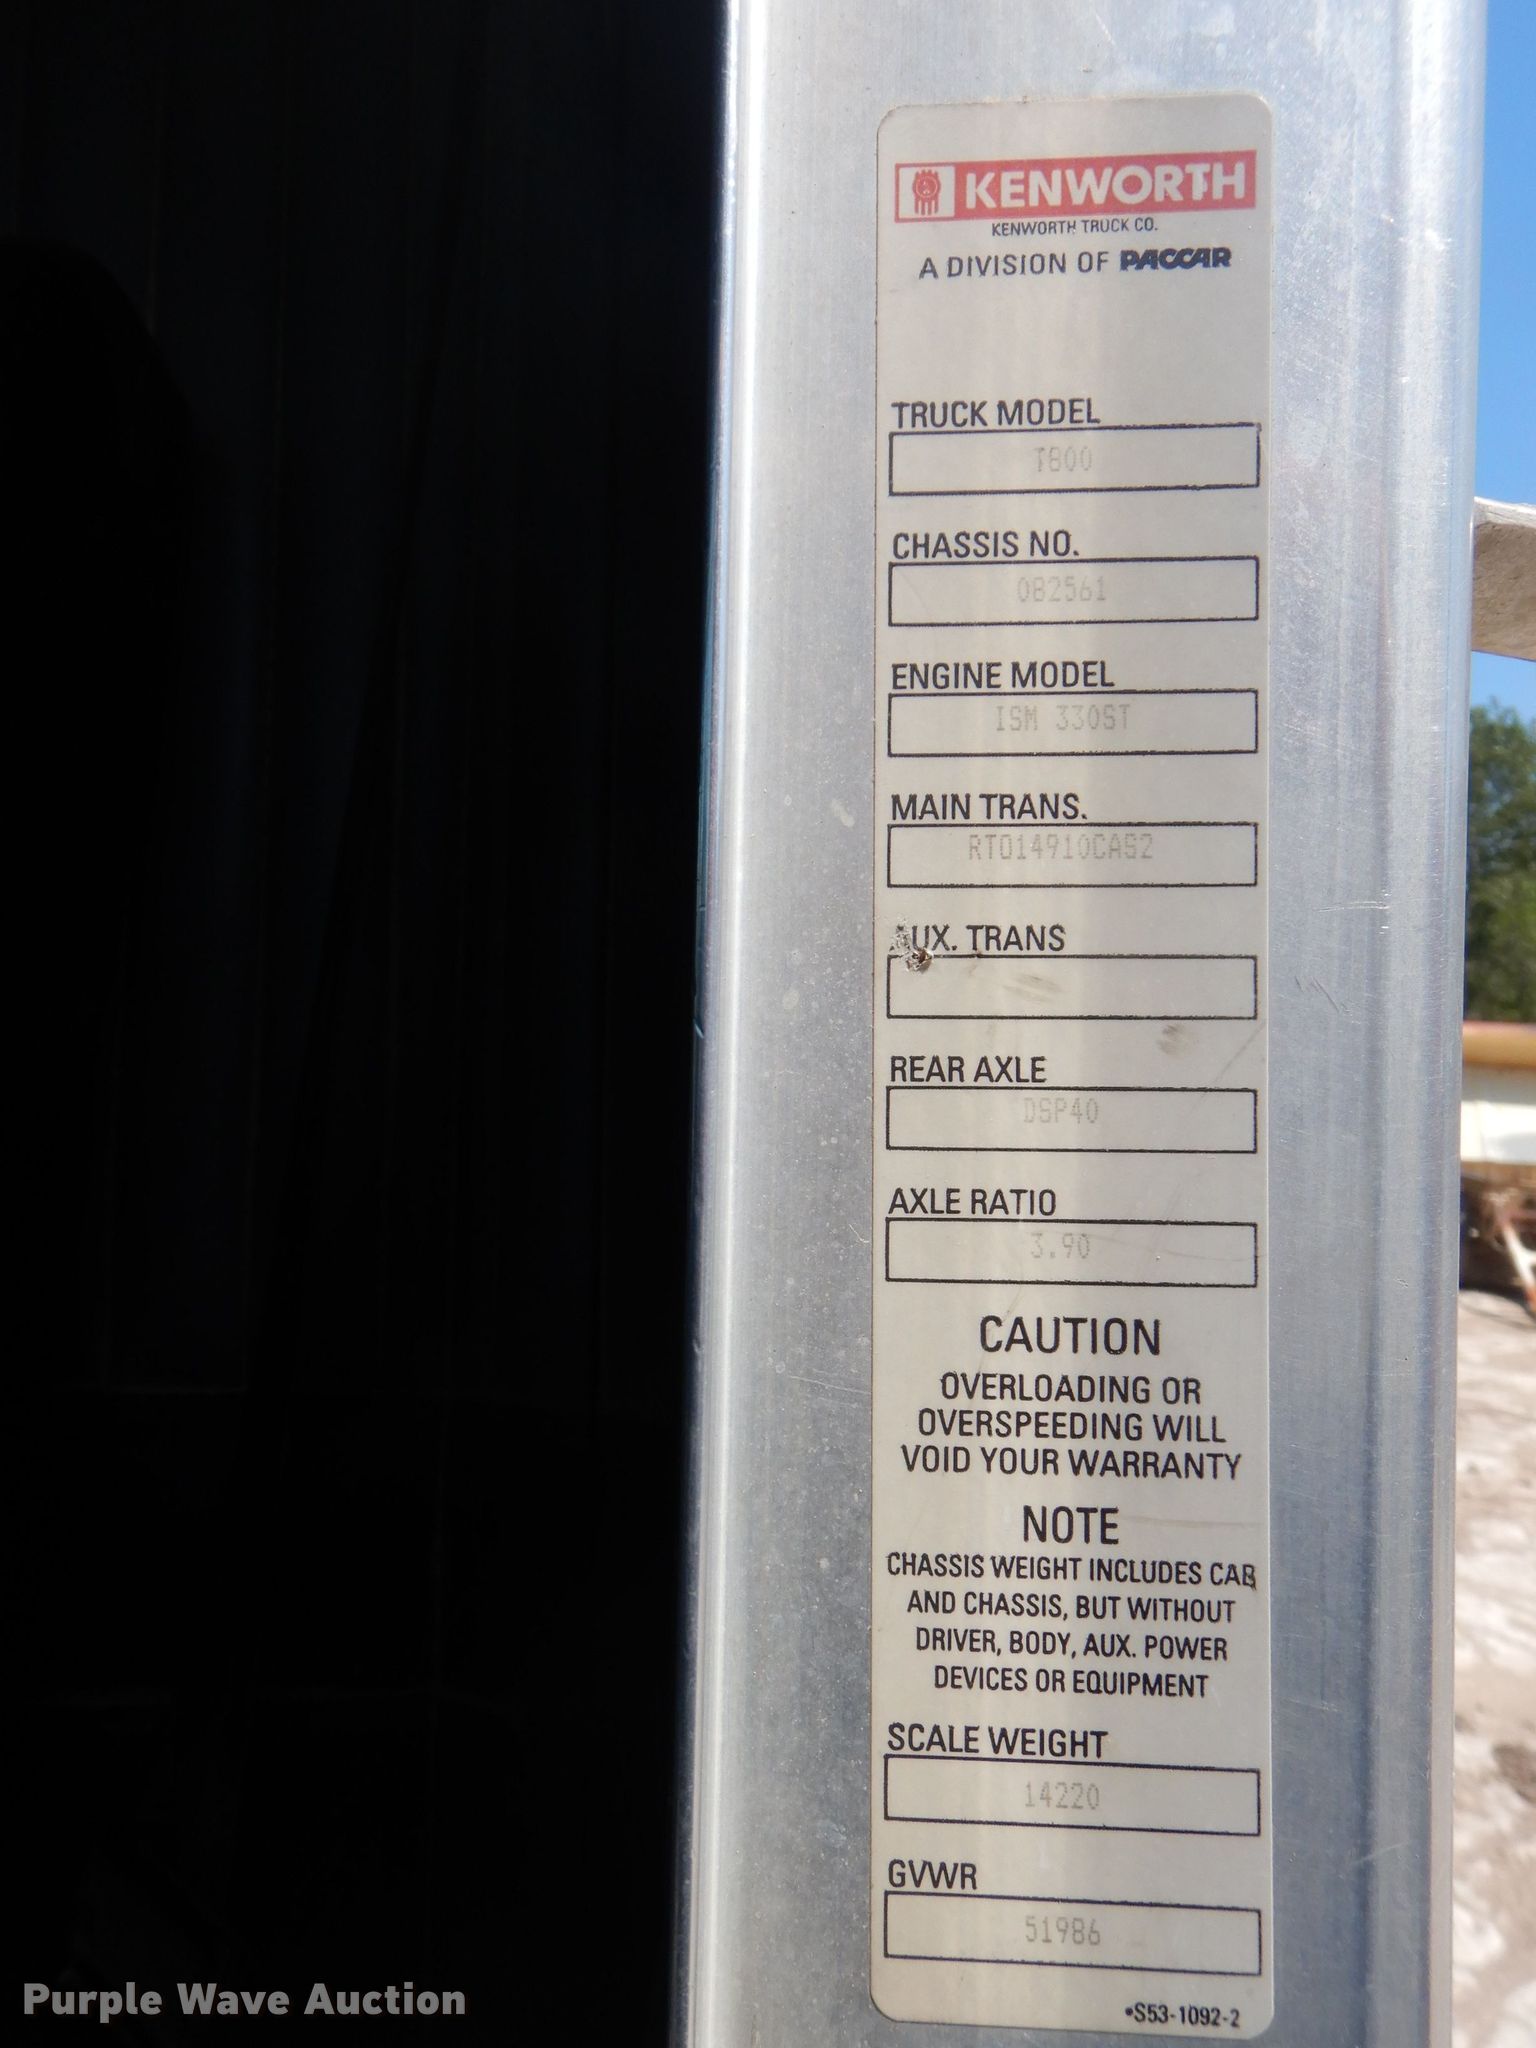 KENWORTH
KENWORTH TRUCK CO.
A DIVISION OF PACCAR
TRUCK MODEL
T800
CHASSIS NO.
082561
ENGINE MODEL
ISM 330ST
MAIN TRANS.
RTO14910CAS2
AUX. TRANS
REAR AXLE
DSP40
AXLE RATIO
3.90
CAUTION
OVERLOADING OR
OVERSPEEDING WILL
VOID YOUR WARRANTY
NOTE
CHASSIS WEIGHT INCLUDES CAB
AND CHASSIS, BUT WITHOUT
DRIVER, BODY, AUX. POWER
DEVICES OR EQUIPMENT
SCALE WEIGHT
14220
GVWR
51986
•S53-1092-2
Purple Wave Auction